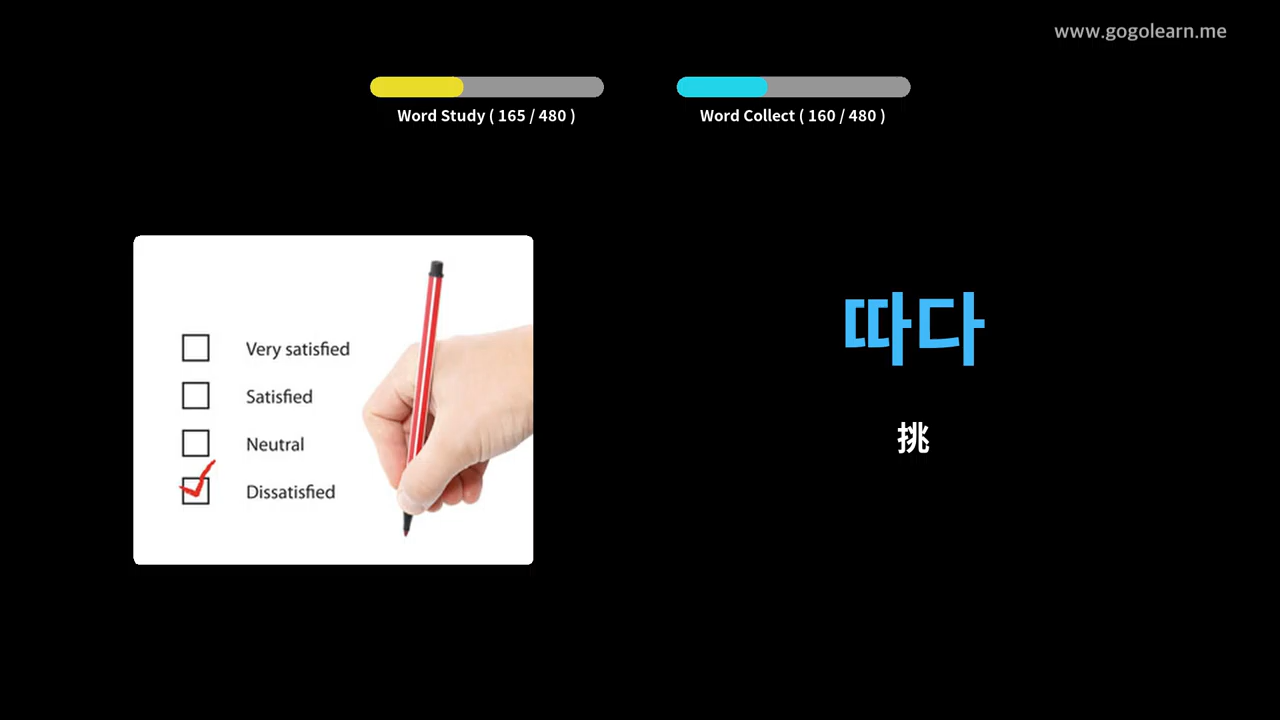 www.gogolearn.me
Word Study ( 165 / 480 )
Word Collect ( 160 / 480 )
Very satisfied
Satisfied
Neutral
Dissatisfied
따다
挑